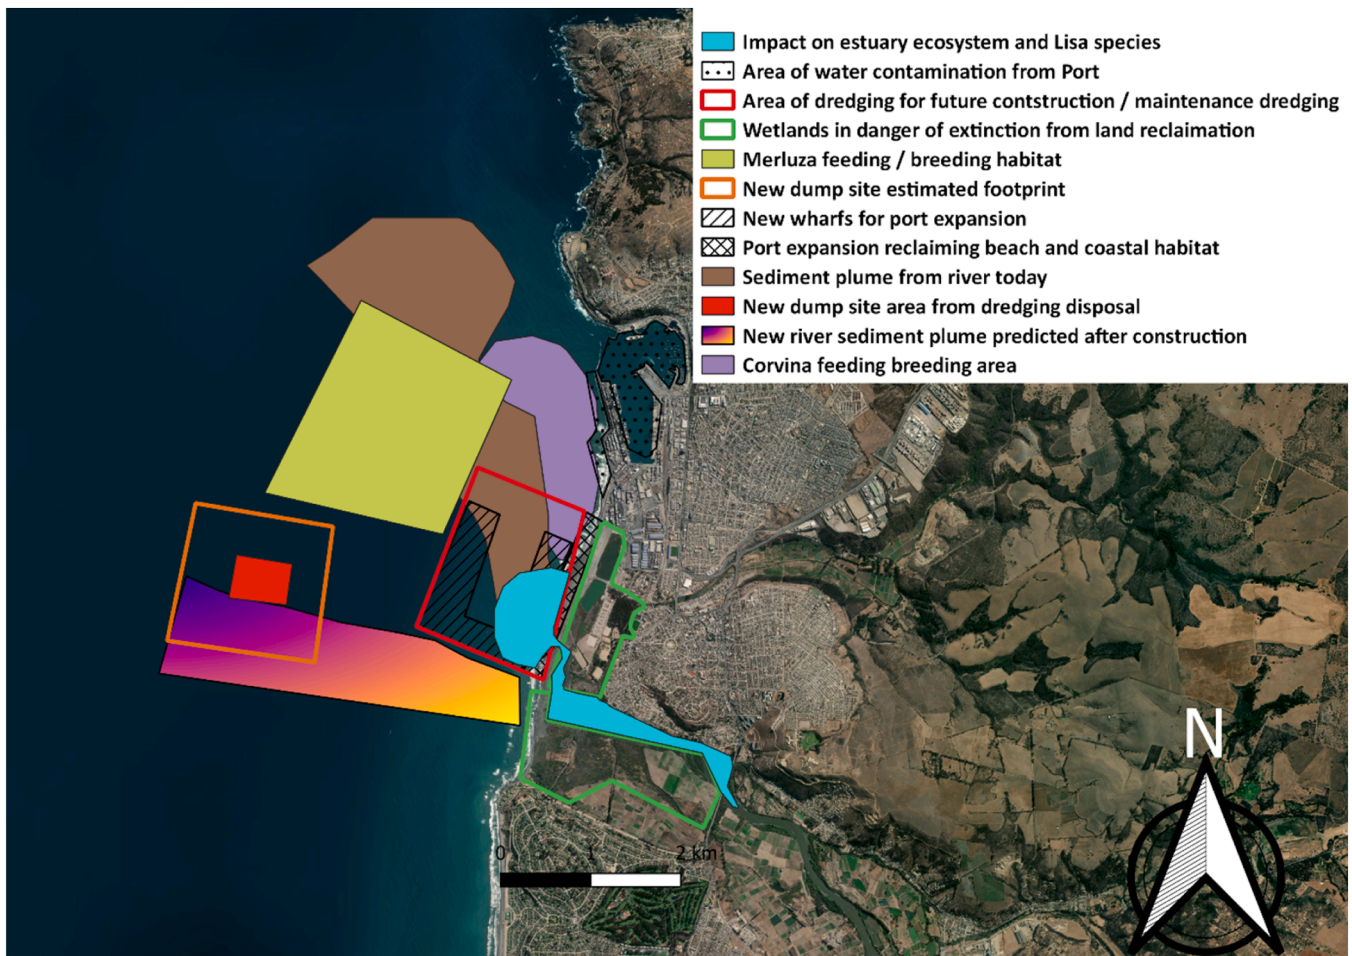 Impact on estuary ecosystem and Lisa species
Area of water contamination from Port
Area of dredging for future contstruction / maintenance dredging
Wetlands in danger of extinction from land reclaimation
Merluza feeding / breeding habitat
New dump site estimated footprint
New wharfs for port expansion
Port expansion reclaiming beach and coastal habitat
Sediment plume from river today
New dump site area from dredging disposal
New river sediment plume predicted after construction
Corvina feeding breeding area
N
0 1 2 km